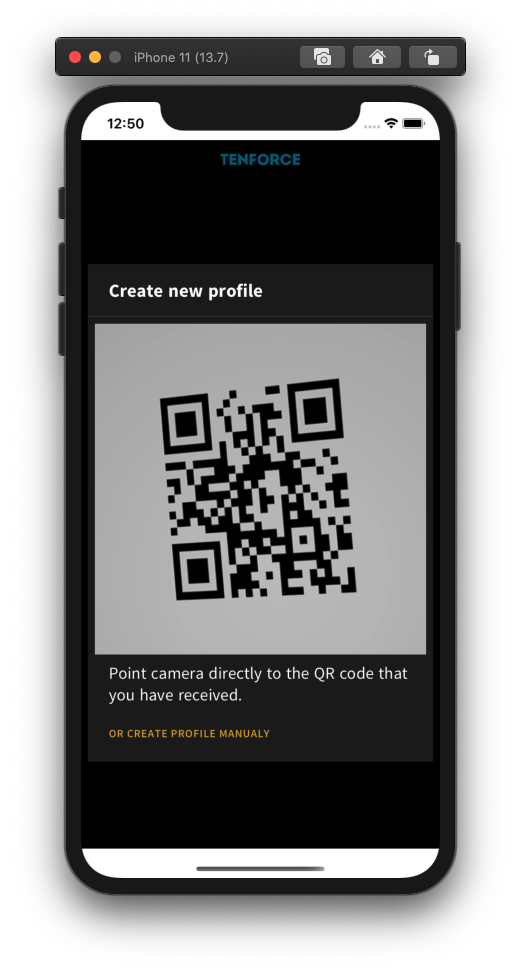 iPhone 11 (13.7)
12:50
TENFORCE
Create new profile
Point camera directly to the QR code that
you have received.
OR CREATE PROFILE MANUALY